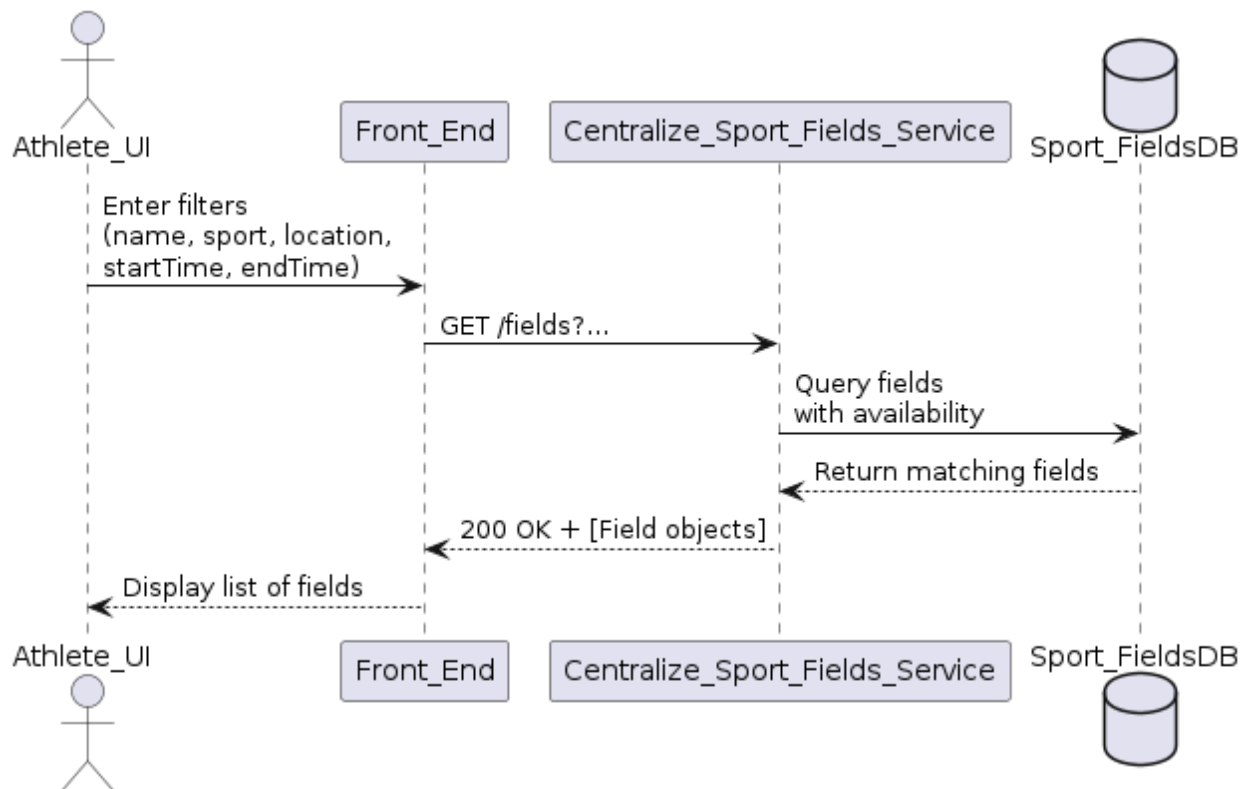 Athlete_UI
Front_End
Centralize_Sport_Fields_Service
Sport_FieldsDB
Enter filters
(name, sport, location,
startTime, endTime)
GET /fields?...
Query fields
with availability
Return matching fields
200 OK + [Field objects]
Display list of fields
Athlete_UI
Front_End
Centralize_Sport_Fields_Service
Sport_FieldsDB